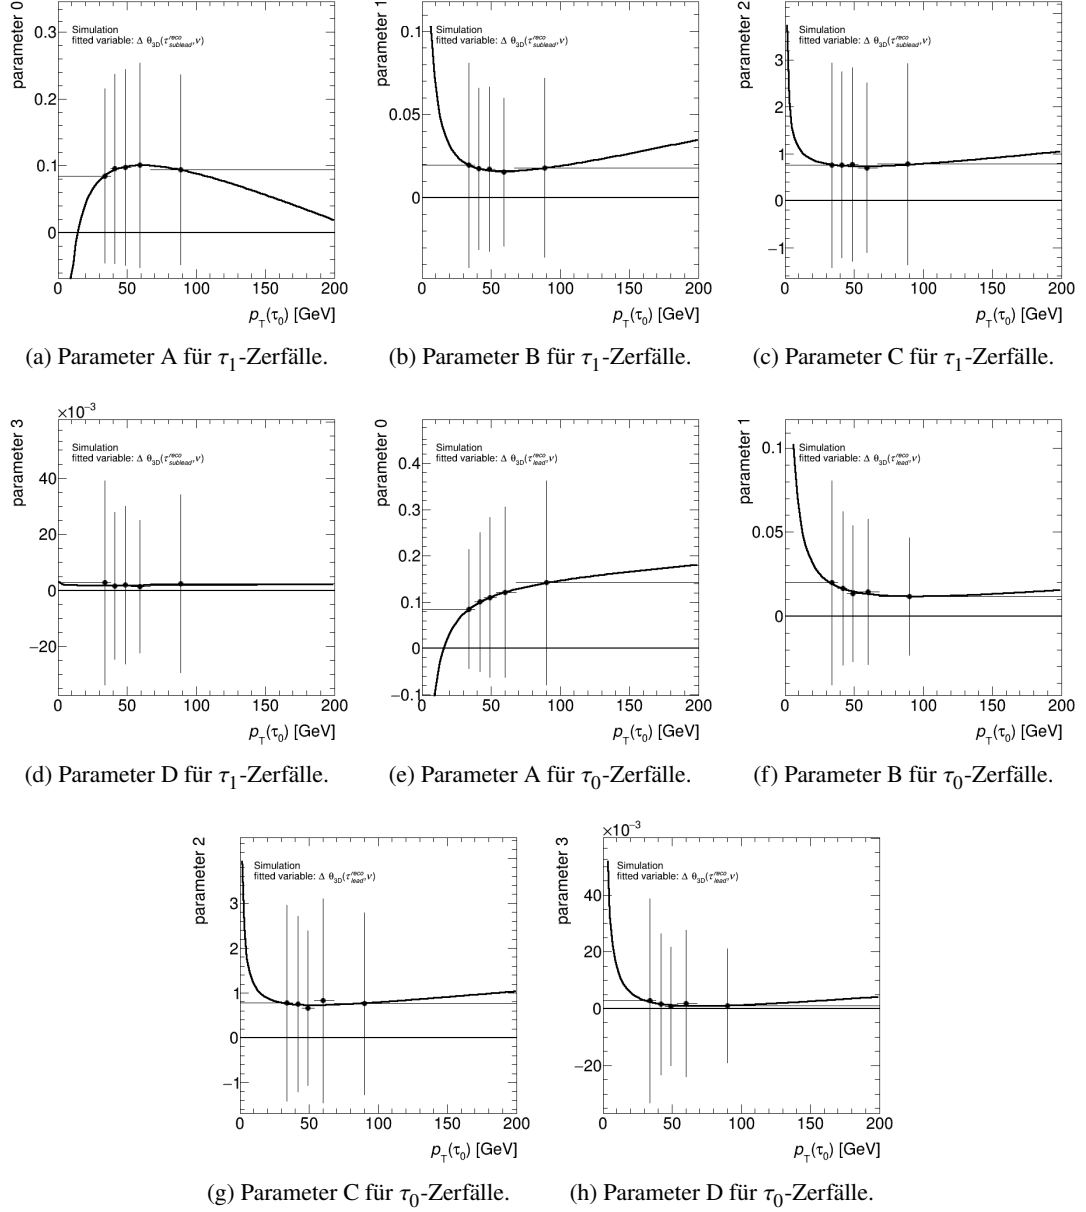 parameter 0
Simulation
fitted variable: Δ θ3D(τ^reco_sublead,ν)
0.3
0.2
0.1
0
0 50 100 150 200
pT(τ0) [GeV]
(a) Parameter A für τ1-Zerfälle.
parameter 1
Simulation
fitted variable: Δ θ3D(τ^reco_sublead,ν)
0.1
0.05
0
0 50 100 150 200
pT(τ0) [GeV]
(b) Parameter B für τ1-Zerfälle.
parameter 2
Simulation
fitted variable: Δ θ3D(τ^reco_sublead,ν)
3
2
1
0
−1
0 50 100 150 200
pT(τ0) [GeV]
(c) Parameter C für τ1-Zerfälle.
×10−3
parameter 3
Simulation
fitted variable: Δ θ3D(τ^reco_sublead,ν)
40
20
0
−20
0 50 100 150 200
pT(τ0) [GeV]
(d) Parameter D für τ1-Zerfälle.
parameter 0
Simulation
fitted variable: Δ θ3D(τ^reco_lead,ν)
0.4
0.3
0.2
0.1
0
−0.1
0 50 100 150 200
pT(τ0) [GeV]
(e) Parameter A für τ0-Zerfälle.
parameter 1
Simulation
fitted variable: Δ θ3D(τ^reco_lead,ν)
0.1
0.05
0
0 50 100 150 200
pT(τ0) [GeV]
(f) Parameter B für τ0-Zerfälle.
parameter 2
Simulation
fitted variable: Δ θ3D(τ^reco_lead,ν)
3
2
1
0
−1
0 50 100 150 200
pT(τ0) [GeV]
(g) Parameter C für τ0-Zerfälle.
×10−3
parameter 3
Simulation
fitted variable: Δ θ3D(τ^reco_lead,ν)
40
20
0
−20
0 50 100 150 200
pT(τ0) [GeV]
(h) Parameter D für τ0-Zerfälle.